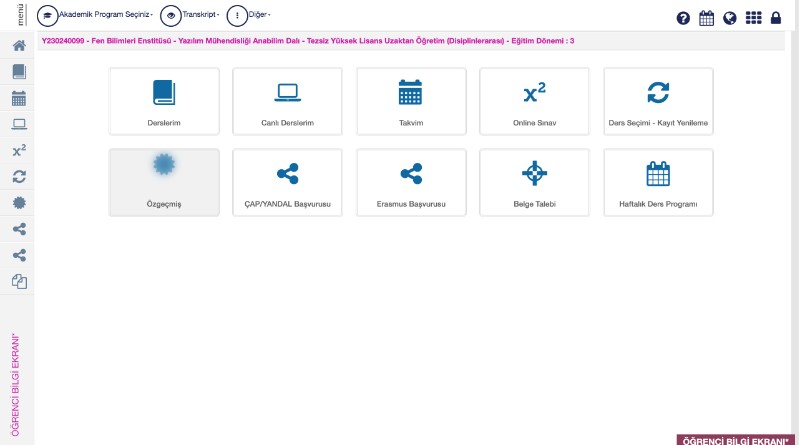 menü
Akademik Program Seçiniz
Transkript
Diğer
Y230240099 - Fen Bilimleri Enstitüsü - Yazılım Mühendisliği Anabilim Dalı - Tezsiz Yüksek Lisans Uzaktan Öğretim (Disiplinlerarası) - Eğitim Dönemi : 3
Derslerim
Canlı Derslerim
Takvim
x²
Online Sınav
Ders Seçimi - Kayıt Yenileme
x²
Özgeçmiş
ÇAP/YANDAL Başvurusu
Erasmus Başvurusu
Belge Talebi
Haftalık Ders Programı
ÖĞRENCİ BİLGİ EKRANI"
ÖĞRENCİ BİLGİ EKRANI"